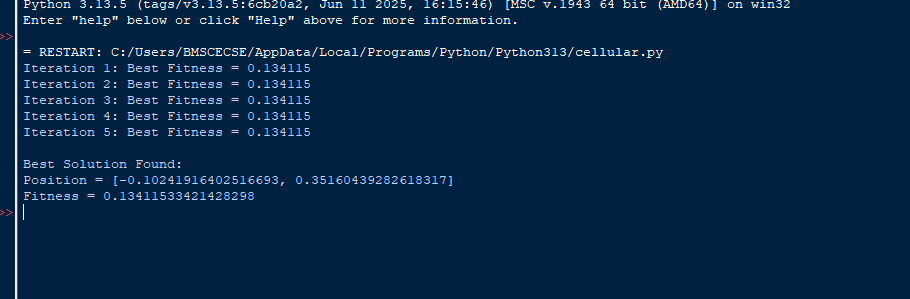 Python 3.13.5 (tags/v3.13.5:6cb20a2, Jun 11 2025, 16:15:46) [MSC v.1943 64 bit (AMD64)] on win32
Enter "help" below or click "Help" above for more information.
>>
= RESTART: C:/Users/BMSCECSE/AppData/Local/Programs/Python/Python313/cellular.py
Iteration 1: Best Fitness = 0.134115
Iteration 2: Best Fitness = 0.134115
Iteration 3: Best Fitness = 0.134115
Iteration 4: Best Fitness = 0.134115
Iteration 5: Best Fitness = 0.134115
Best Solution Found:
Position = [-0.10241916402516693, 0.35160439282618317]
Fitness = 0.13411533421428298
>>